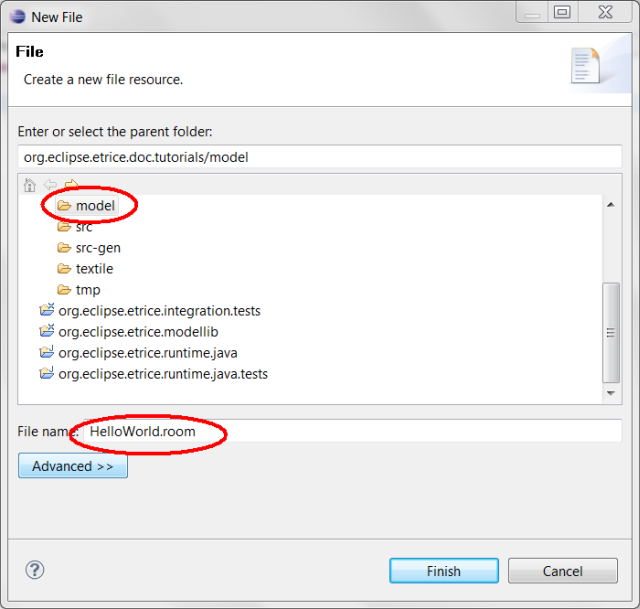 New File
File
Create a new file resource.
Enter or select the parent folder:
org.eclipse.etrice.doc.tutorials/model
model
src
src-gen
textile
tmp
org.eclipse.etrice.integration.tests
org.eclipse.etrice.modellib
org.eclipse.etrice.runtime.java
org.eclipse.etrice.runtime.java.tests
File name: HelloWorld.room
Advanced >>
? Finish Cancel